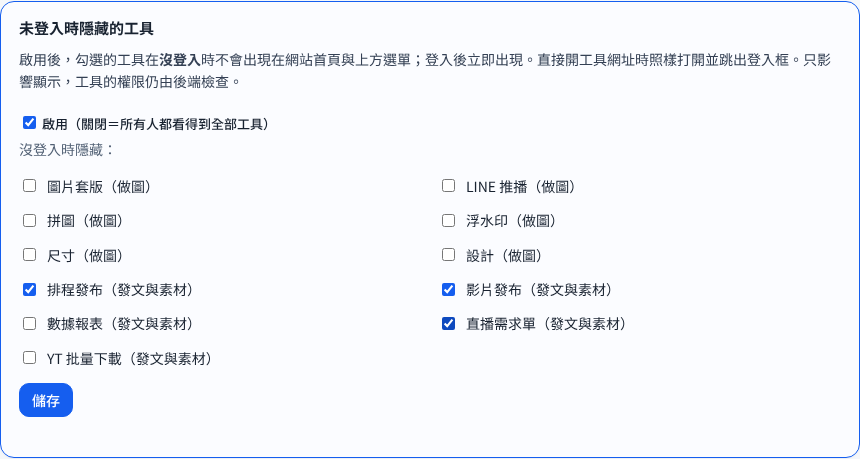 未登入時隱藏的工具
啟用後，勾選的工具在沒登入時不會出現在網站首頁與上方選單；登入後立即出現。直接開工具網址時照樣打開並跳出登入框。只影
響顯示，工具的權限仍由後端檢查。
啟用（關閉＝所有人都看得到全部工具）
沒登入時隱藏：
圖片套版（做圖）
LINE 推播（做圖）
拼圖（做圖）
浮水印（做圖）
尺寸（做圖）
設計（做圖）
排程發布（發文與素材）
影片發布（發文與素材）
數據報表（發文與素材）
直播需求單（發文與素材）
YT 批量下載（發文與素材）
儲存